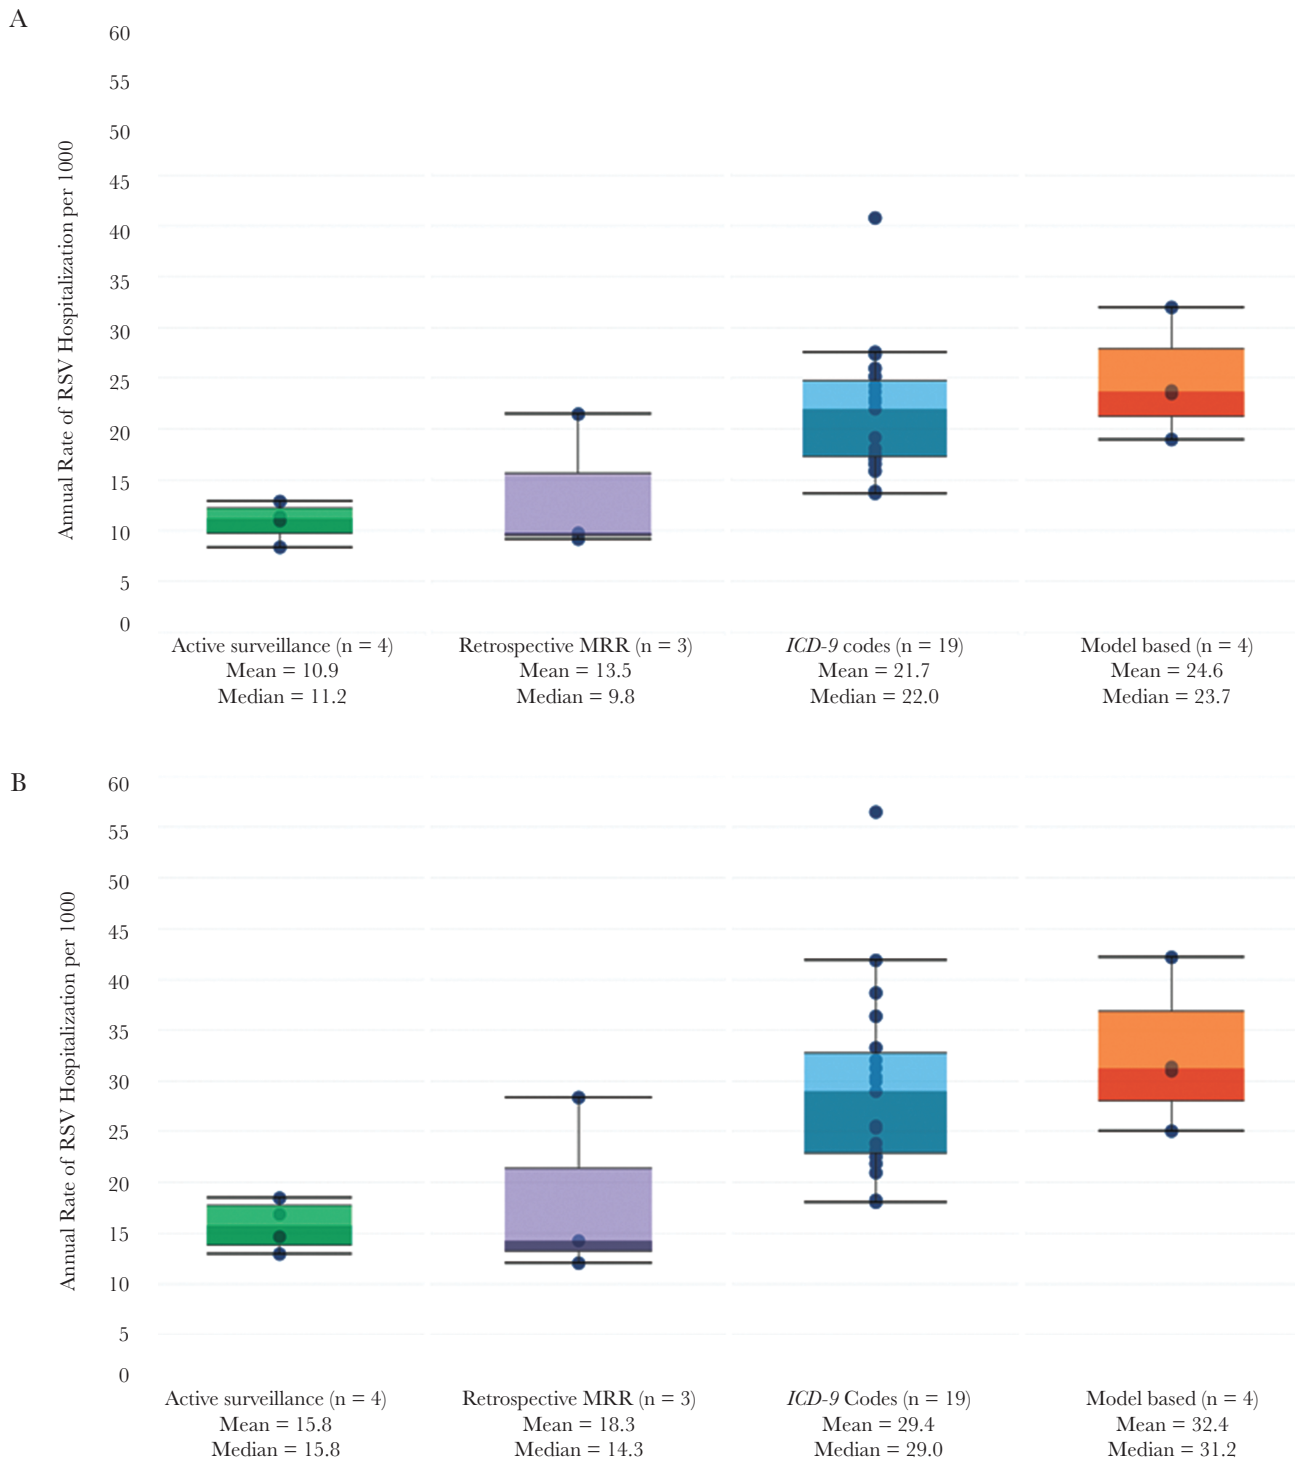 A
60
55
50
45
40
35
30
25
20
15
10
5
0
Annual Rate of RSV Hospitalization per 1000
Active surveillance (n = 4)
Mean = 10.9
Median = 11.2
Retrospective MRR (n = 3)
Mean = 13.5
Median = 9.8
ICD-9 codes (n = 19)
Mean = 21.7
Median = 22.0
Model based (n = 4)
Mean = 24.6
Median = 23.7
B
60
55
50
45
40
35
30
25
20
15
10
5
0
Annual Rate of RSV Hospitalization per 1000
Active surveillance (n = 4)
Mean = 15.8
Median = 15.8
Retrospective MRR (n = 3)
Mean = 18.3
Median = 14.3
ICD-9 Codes (n = 19)
Mean = 29.4
Median = 29.0
Model based (n = 4)
Mean = 32.4
Median = 31.2